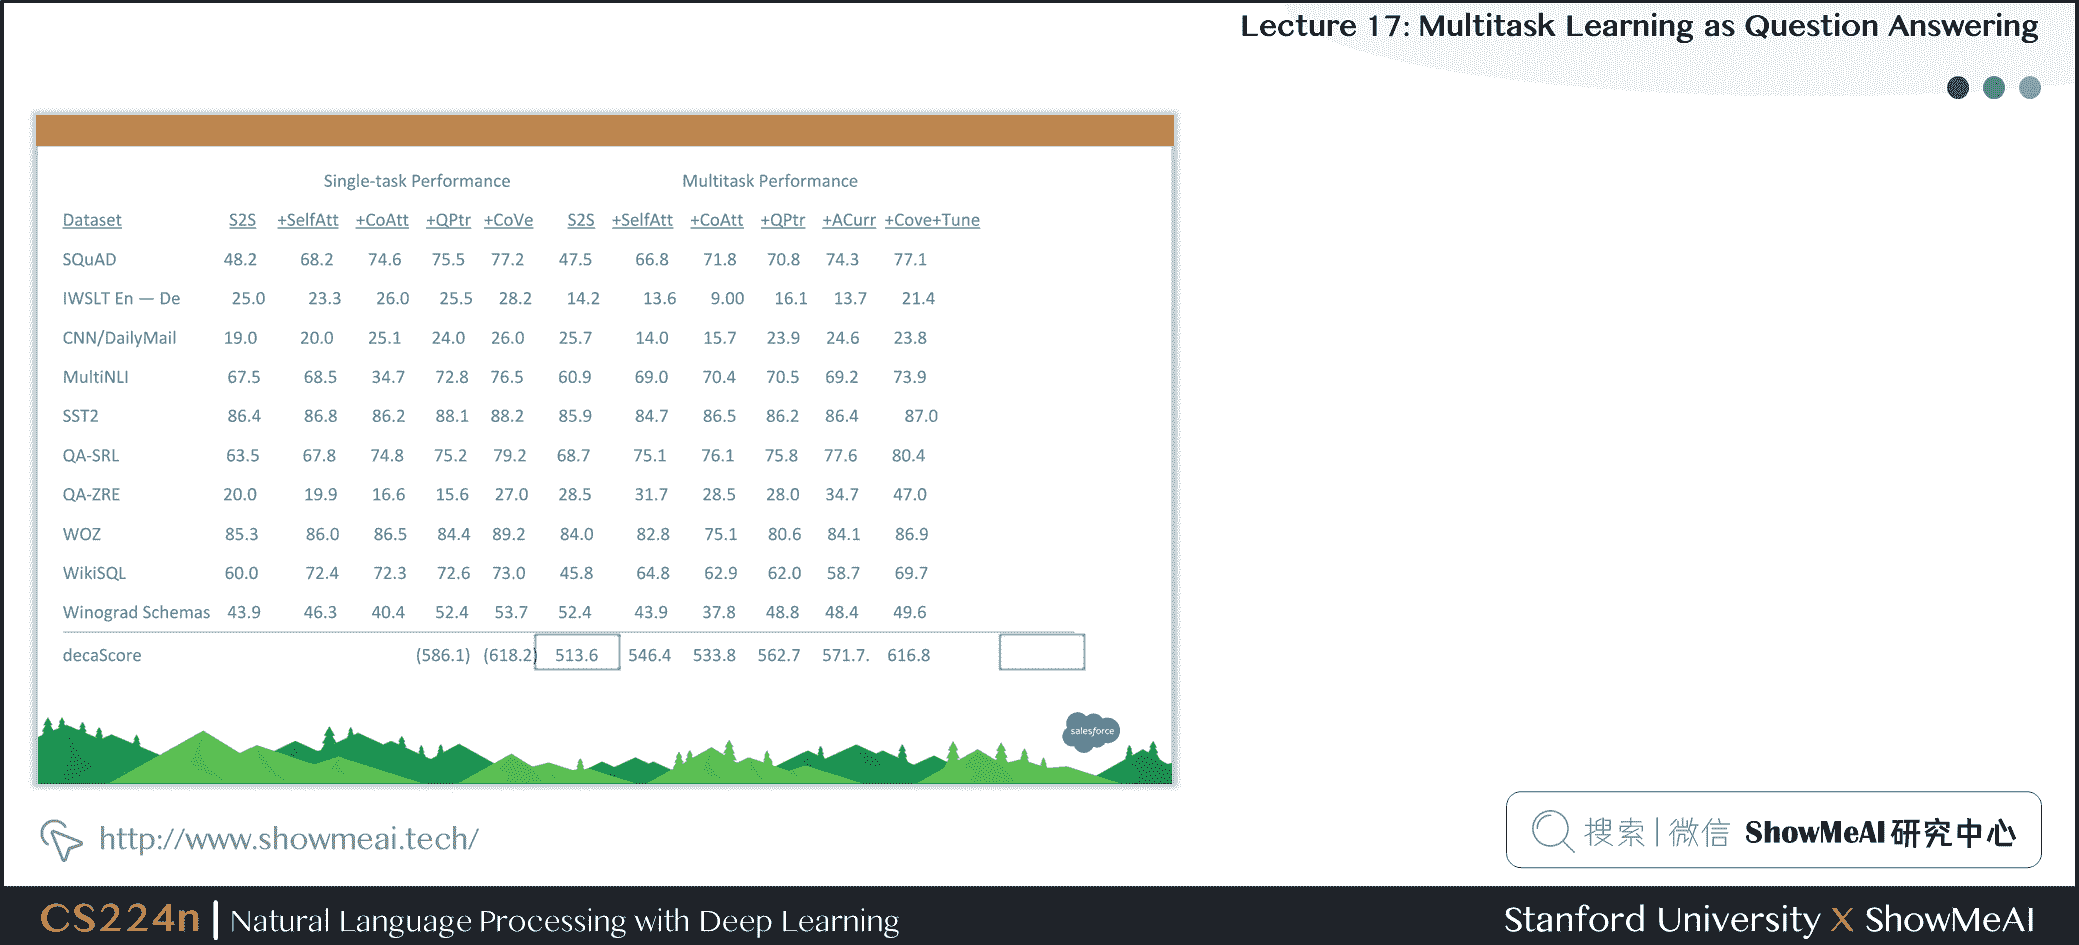 Lecture 17: Multitask Learning as Question Answering
Single-task Performance Multitask Performance
Dataset S2S +SelfAtt +CoAtt +QPtr +CoVe S2S +SelfAtt +CoAtt +QPtr +ACurr +Cove+Tune
SQuAD 48.2 68.2 74.6 75.5 77.2 47.5 66.8 71.8 70.8 74.3 77.1
IWSLT En — De 25.0 23.3 26.0 25.5 28.2 14.2 13.6 9.00 16.1 13.7 21.4
CNN/DailyMail 19.0 20.0 25.1 24.0 26.0 25.7 14.0 15.7 23.9 24.6 23.8
MultiNLI 67.5 68.5 34.7 72.8 76.5 60.9 69.0 70.4 70.5 69.2 73.9
SST2 86.4 86.8 86.2 88.1 88.2 85.9 84.7 86.5 86.2 86.4 87.0
QA-SRL 63.5 67.8 74.8 75.2 79.2 68.7 75.1 76.1 75.8 77.6 80.4
QA-ZRE 20.0 19.9 16.6 15.6 27.0 28.5 31.7 28.5 28.0 34.7 47.0
WOZ 85.3 86.0 86.5 84.4 89.2 84.0 82.8 75.1 80.6 84.1 86.9
WikiSQL 60.0 72.4 72.3 72.6 73.0 45.8 64.8 62.9 62.0 58.7 69.7
Winograd Schemas 43.9 46.3 40.4 52.4 53.7 52.4 43.9 37.8 48.8 48.4 49.6
decaScore (586.1) (618.2) 513.6 546.4 533.8 562.7 571.7. 616.8
salesforce
http://www.showmeai.tech/
搜索|微信 ShowMeAI研究中心
CS224n | Natural Language Processing with Deep Learning
Stanford University X ShowMeAI